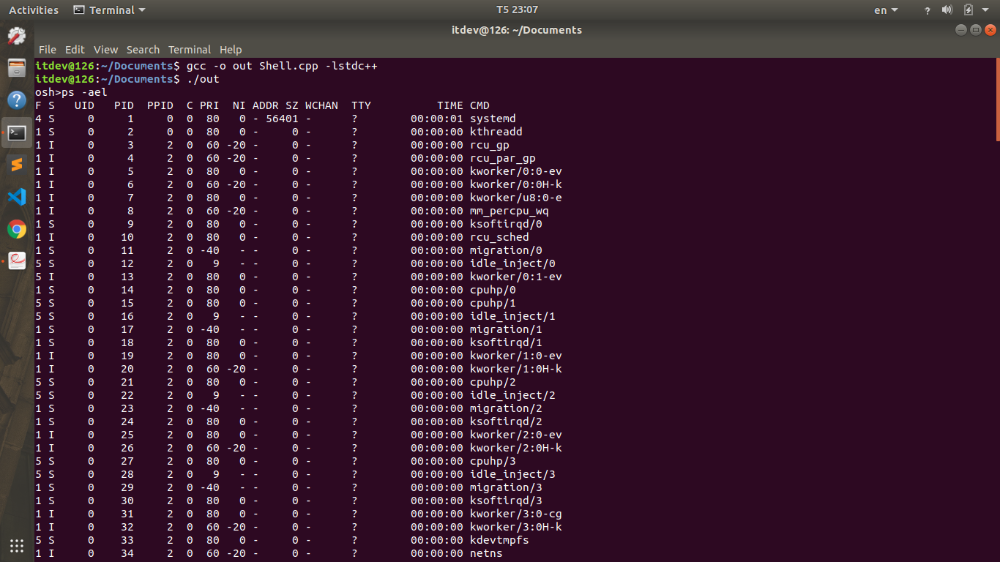 Activities Terminal T5 23:07 en ?
itdev@126: ~/Documents
File Edit View Search Terminal Help
itdev@126:~/Documents$ gcc -o out Shell.cpp -lstdc++
itdev@126:~/Documents$ ./out
osh>ps -ael
F S   UID    PID  PPID  C PRI  NI ADDR SZ WCHAN  TTY          TIME CMD
4 S     0      1     0  0  80   0 - 56401 -      ?        00:00:01 systemd
1 S     0      2     0  0  80   0 -     0 -      ?        00:00:00 kthreadd
1 I     0      3     2  0  60 -20 -     0 -      ?        00:00:00 rcu_gp
1 I     0      4     2  0  60 -20 -     0 -      ?        00:00:00 rcu_par_gp
1 I     0      5     2  0  80   0 -     0 -      ?        00:00:00 kworker/0:0-ev
1 I     0      6     2  0  60 -20 -     0 -      ?        00:00:00 kworker/0:0H-k
1 I     0      7     2  0  80   0 -     0 -      ?        00:00:00 kworker/u8:0-e
1 I     0      8     2  0  60 -20 -     0 -      ?        00:00:00 mm_percpu_wq
1 S     0      9     2  0  80   0 -     0 -      ?        00:00:00 ksoftirqd/0
1 I     0     10     2  0  80   0 -     0 -      ?        00:00:00 rcu_sched
1 S     0     11     2  0 -40   - -     0 -      ?        00:00:00 migration/0
5 S     0     12     2  0   9   - -     0 -      ?        00:00:00 idle_inject/0
5 I     0     13     2  0  80   0 -     0 -      ?        00:00:00 kworker/0:1-ev
1 S     0     14     2  0  80   0 -     0 -      ?        00:00:00 cpuhp/0
5 S     0     15     2  0  80   0 -     0 -      ?        00:00:00 cpuhp/1
5 S     0     16     2  0   9   - -     0 -      ?        00:00:00 idle_inject/1
1 S     0     17     2  0 -40   - -     0 -      ?        00:00:00 migration/1
1 S     0     18     2  0  80   0 -     0 -      ?        00:00:00 ksoftirqd/1
1 I     0     19     2  0  80   0 -     0 -      ?        00:00:00 kworker/1:0-ev
1 I     0     20     2  0  60 -20 -     0 -      ?        00:00:00 kworker/1:0H-k
5 S     0     21     2  0  80   0 -     0 -      ?        00:00:00 cpuhp/2
5 S     0     22     2  0   9   - -     0 -      ?        00:00:00 idle_inject/2
1 S     0     23     2  0 -40   - -     0 -      ?        00:00:00 migration/2
1 S     0     24     2  0  80   0 -     0 -      ?        00:00:00 ksoftirqd/2
1 I     0     25     2  0  80   0 -     0 -      ?        00:00:00 kworker/2:0-ev
1 I     0     26     2  0  60 -20 -     0 -      ?        00:00:00 kworker/2:0H-k
5 S     0     27     2  0  80   0 -     0 -      ?        00:00:00 cpuhp/3
5 S     0     28     2  0   9   - -     0 -      ?        00:00:00 idle_inject/3
1 S     0     29     2  0 -40   - -     0 -      ?        00:00:00 migration/3
1 S     0     30     2  0  80   0 -     0 -      ?        00:00:00 ksoftirqd/3
1 I     0     31     2  0  80   0 -     0 -      ?        00:00:00 kworker/3:0-cg
1 I     0     32     2  0  60 -20 -     0 -      ?        00:00:00 kworker/3:0H-k
5 S     0     33     2  0  80   0 -     0 -      ?        00:00:00 kdevtmpfs
1 I     0     34     2  0  60 -20 -     0 -      ?        00:00:00 netns